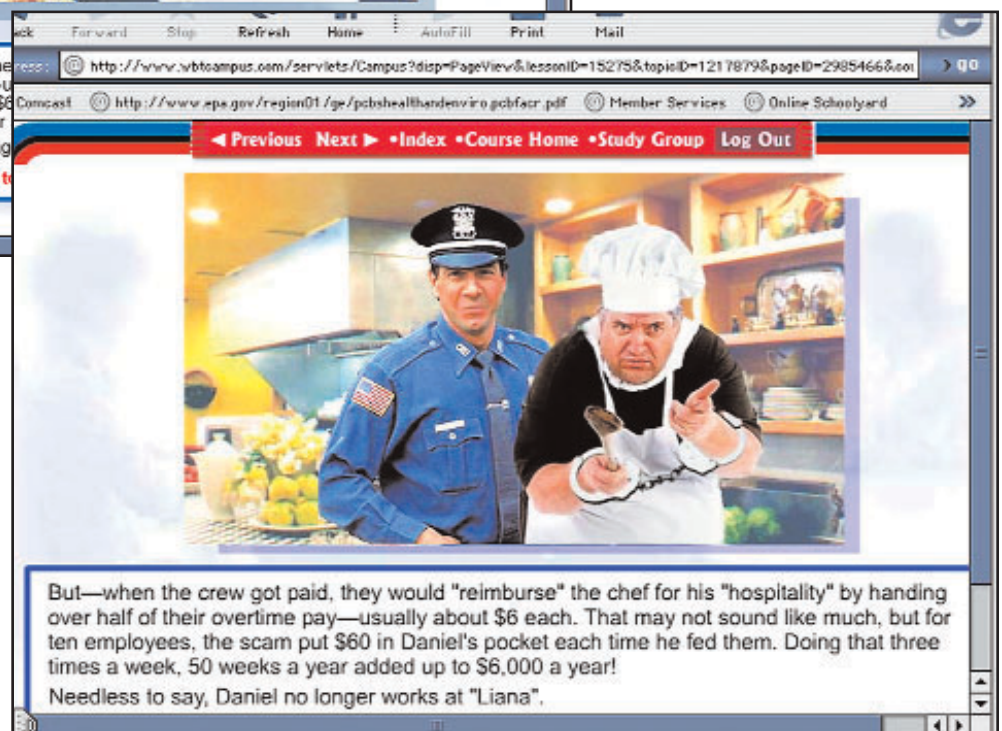 ack Forward Stop Refresh Home AutoFill Print Mail
ress: @ http://www.wbtcampus.com/servlets/Campus?disp=PageView&lessonID=15275&topicID=1217879&pageID=2985466&cou go
Comcast @ http://www.epa.gov/region01/ge/pcbshealthandenviro.pcbfacr.pdf @ Member Services @ Online Schoolyard »
◄ Previous Next ► •Index •Course Home •Study Group Log Out
But—when the crew got paid, they would "reimburse" the chef for his "hospitality" by handing
over half of their overtime pay—usually about $6 each. That may not sound like much, but for
ten employees, the scam put $60 in Daniel's pocket each time he fed them. Doing that three
times a week, 50 weeks a year added up to $6,000 a year!
Needless to say, Daniel no longer works at "Liana".